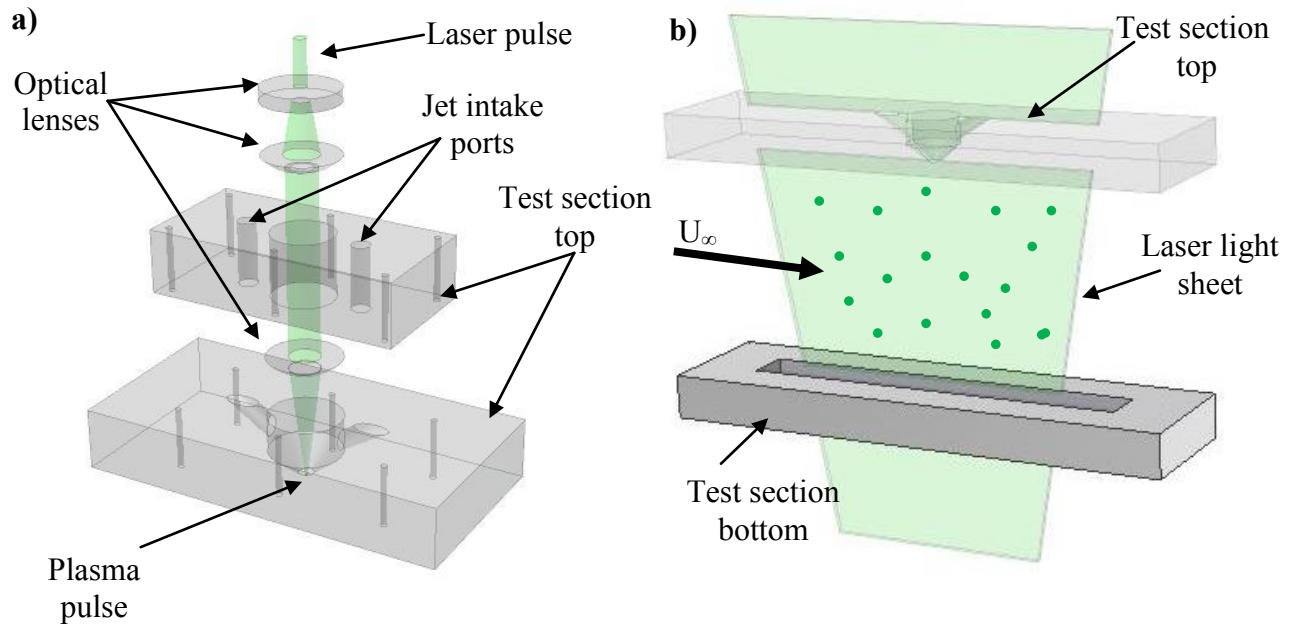 a)
Laser pulse
Optical
lenses
Jet intake
ports
Test section
top
Plasma
pulse
b)
Test section
top
U∞
Laser light
sheet
Test section
bottom